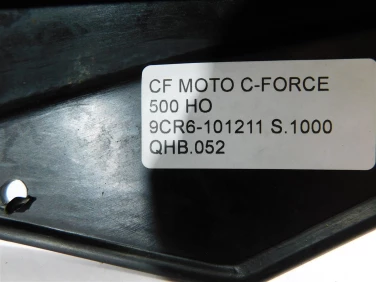 CF MOTO C-FORCE
500 HO
9CR6-101211 S.1000
QHB.052